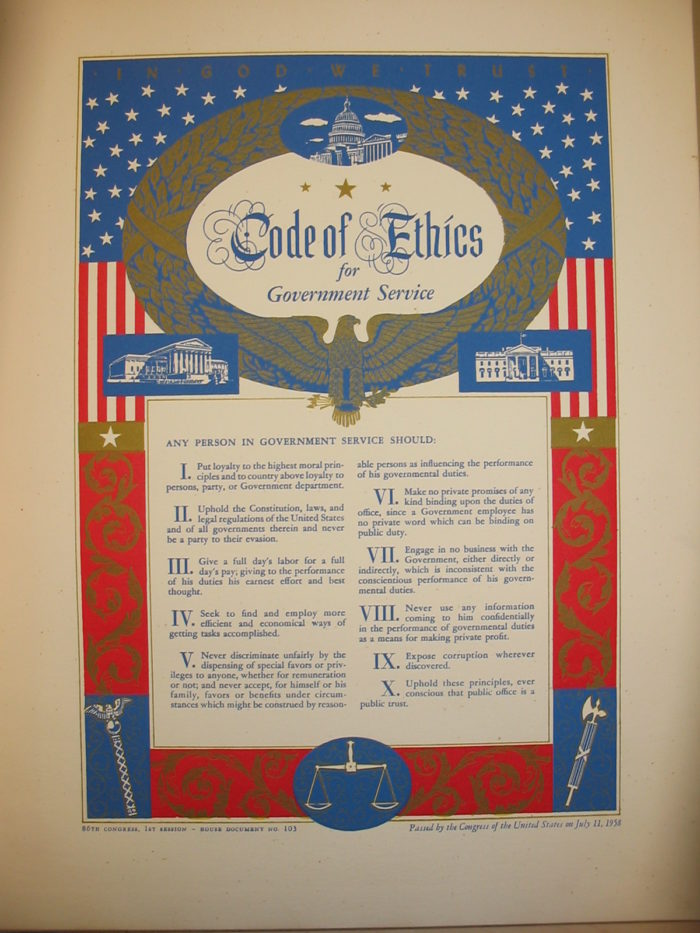 IN GOD WE TRUST
Code of Ethics
for
Government Service
ANY PERSON IN GOVERNMENT SERVICE SHOULD:
I. Put loyalty to the highest moral prin-
ciples and to country above loyalty to
persons, party, or Government department.
II. Uphold the Constitution, laws, and
legal regulations of the United States
and of all governments therein and never
be a party to their evasion.
III. Give a full day's labor for a full
day's pay; giving to the performance
of his duties his earnest effort and best
thought.
IV. Seek to find and employ more
efficient and economical ways of
getting tasks accomplished.
V. Never discriminate unfairly by the
dispensing of special favors or priv-
ileges to anyone, whether for remuneration
or not; and never accept, for himself or his
family, favors or benefits under circum-
stances which might be construed by reason-
able persons as influencing the performance
of his governmental duties.
VI. Make no private promises of any
kind binding upon the duties of
office, since a Government employee has
no private word which can be binding on
public duty.
VII. Engage in no business with the
Government, either directly or
indirectly, which is inconsistent with the
conscientious performance of his govern-
mental duties.
VIII. Never use any information
coming to him confidentially
in the performance of governmental duties
as a means for making private profit.
IX. Expose corruption wherever
discovered.
X. Uphold these principles, ever
conscious that public office is a
public trust.
86TH CONGRESS, 1ST SESSION - HOUSE DOCUMENT NO. 103
Passed by the Congress of the United States on July 11, 1958